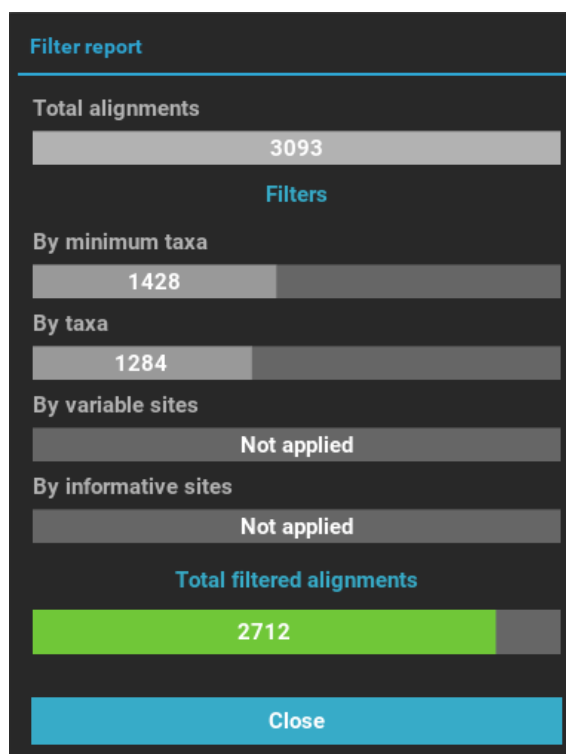 Filter report
Total alignments
3093
Filters
By minimum taxa
1428
By taxa
1284
By variable sites
Not applied
By informative sites
Not applied
Total filtered alignments
2712
Close